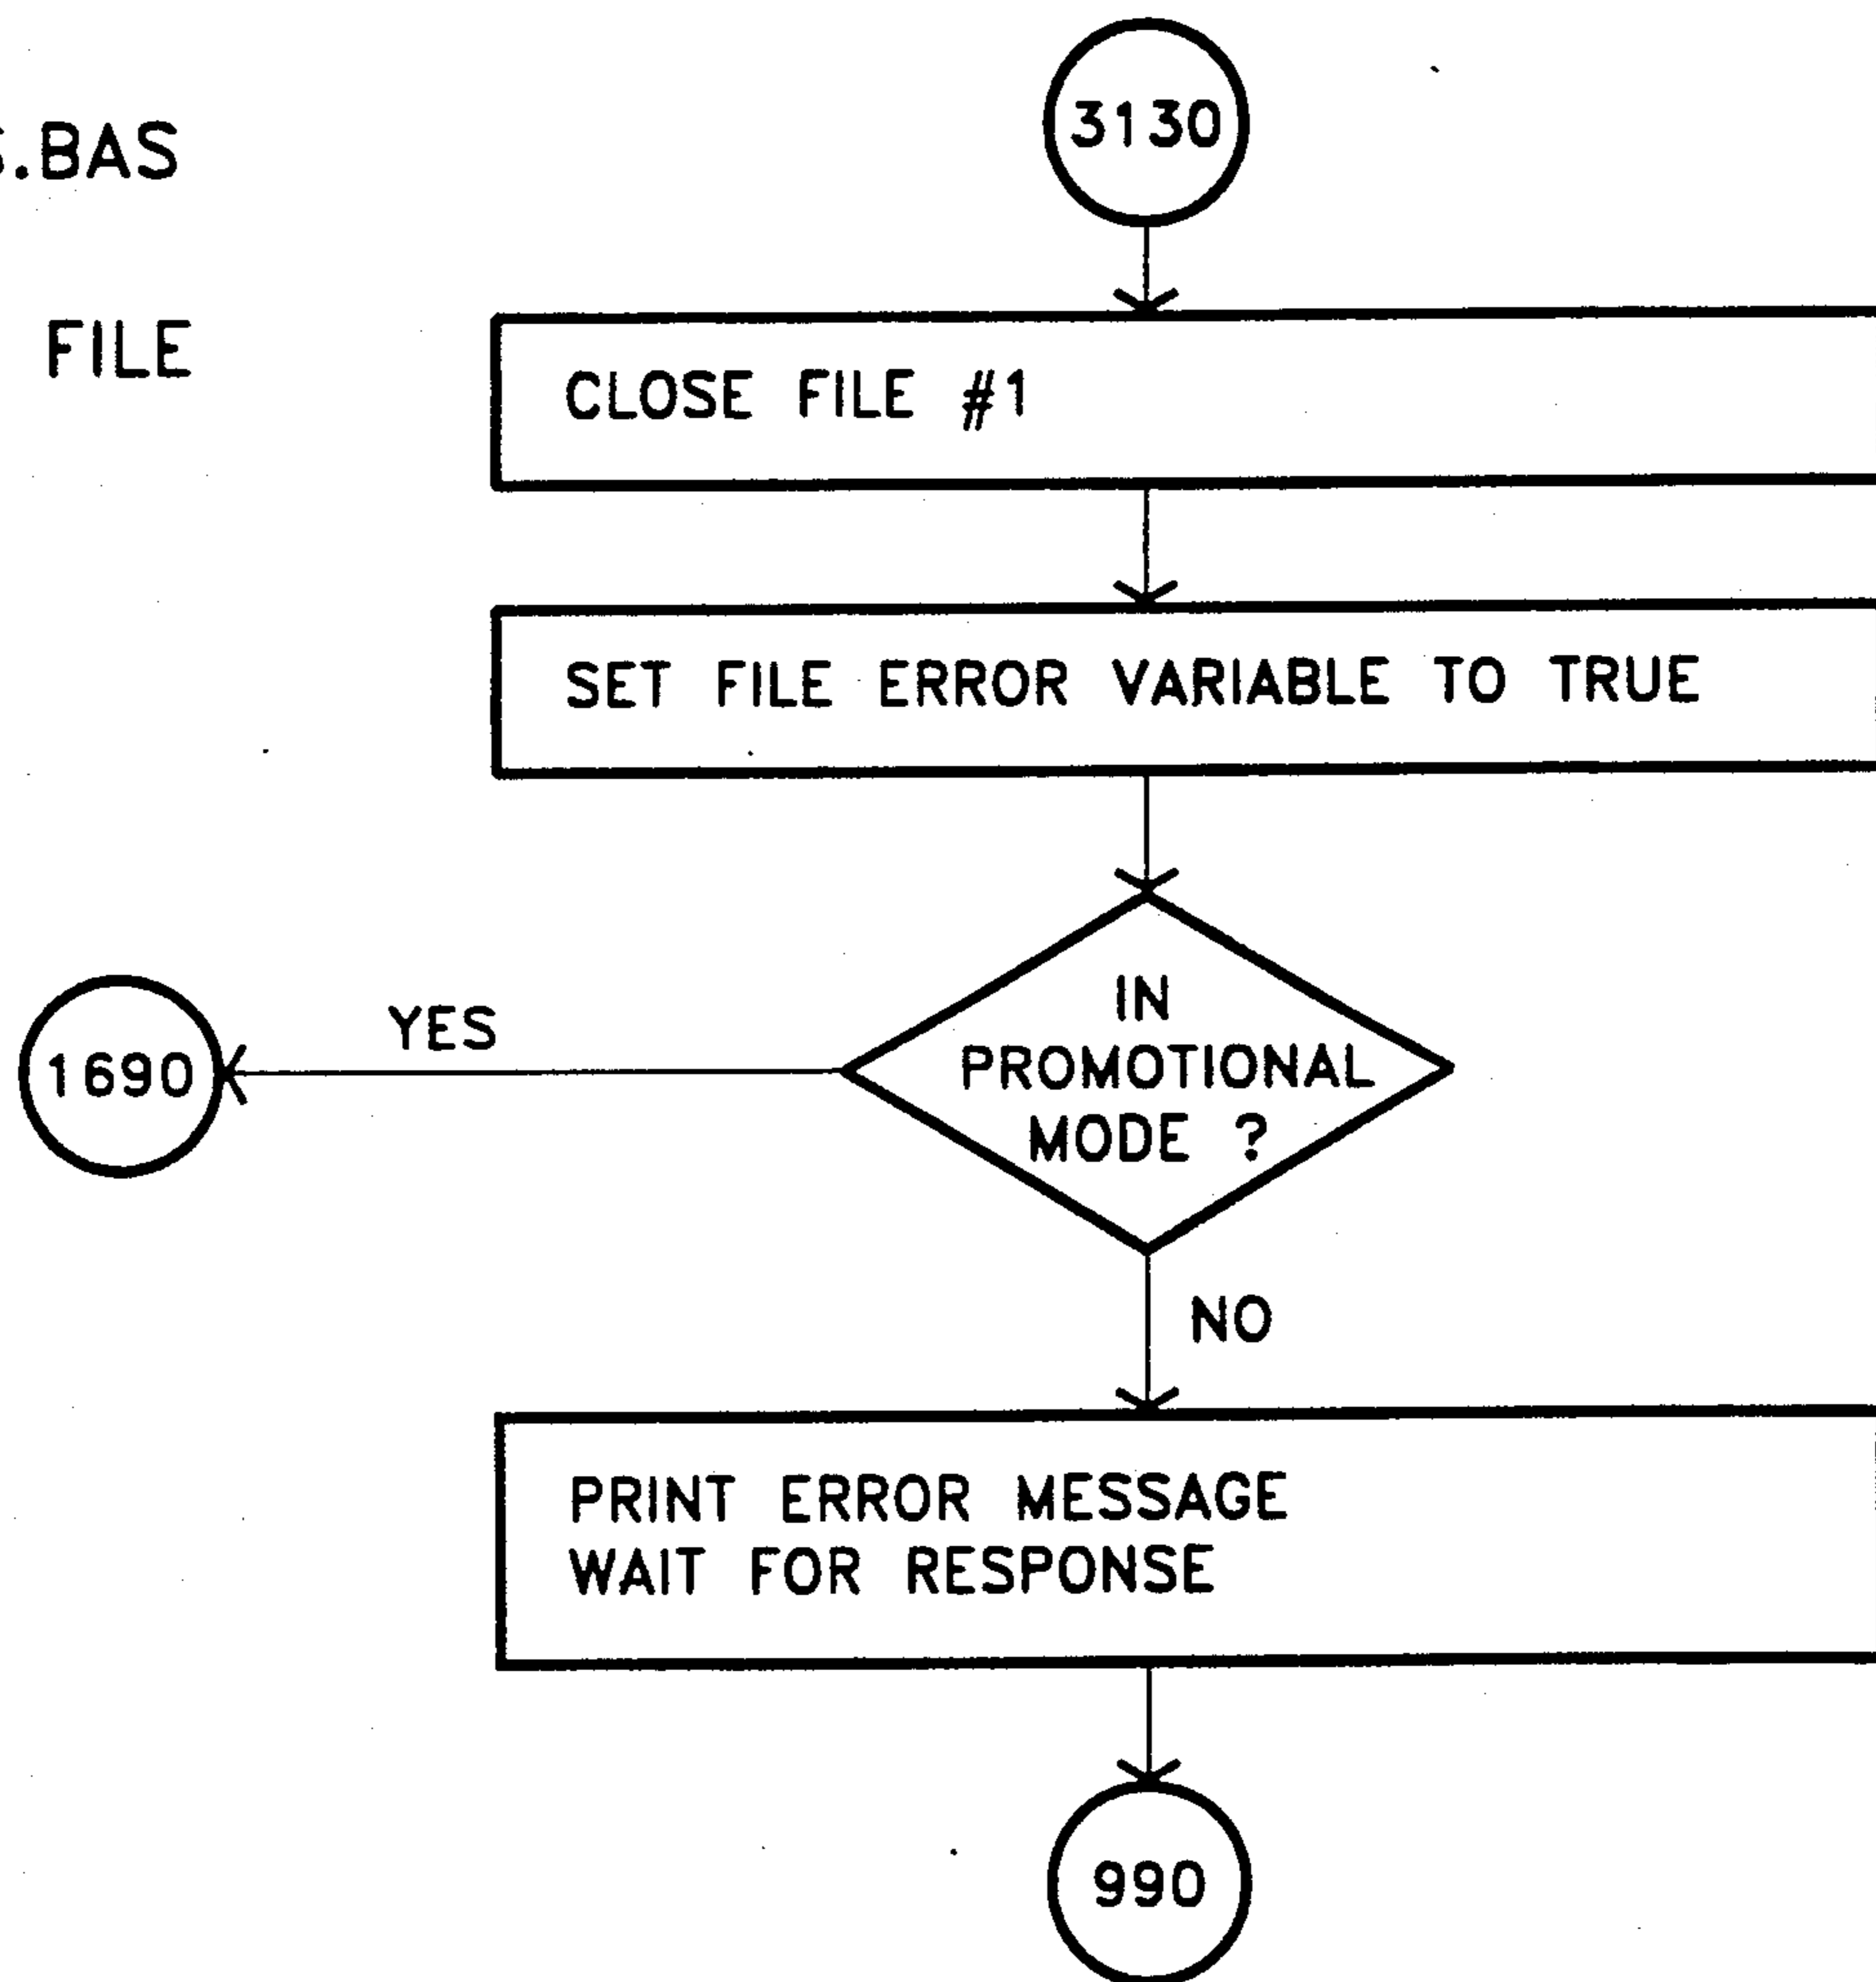 3130
.BAS
FILE
CLOSE FILE #1
SET FILE ERROR VARIABLE TO TRUE
IN
PROMOTIONAL
MODE ?
YES
1690
NO
PRINT ERROR MESSAGE
WAIT FOR RESPONSE
990